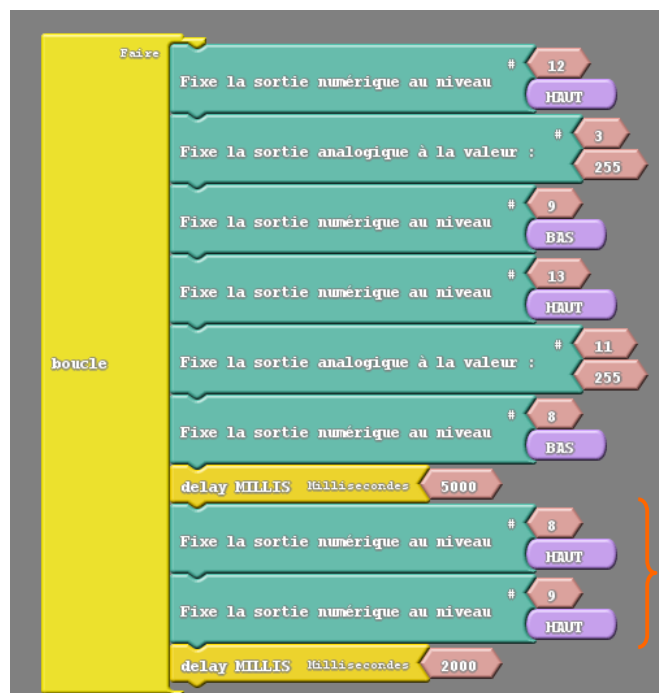 Faire
Fixe la sortie numérique au niveau # 12
HAUT
Fixe la sortie analogique à la valeur : # 3
255
Fixe la sortie numérique au niveau # 9
BAS
Fixe la sortie numérique au niveau # 13
HAUT
boucle
Fixe la sortie analogique à la valeur : # 11
255
Fixe la sortie numérique au niveau # 8
BAS
delay MILLIS Millisecondes 5000
Fixe la sortie numérique au niveau # 8
HAUT
Fixe la sortie numérique au niveau # 9
HAUT
delay MILLIS Millisecondes 2000